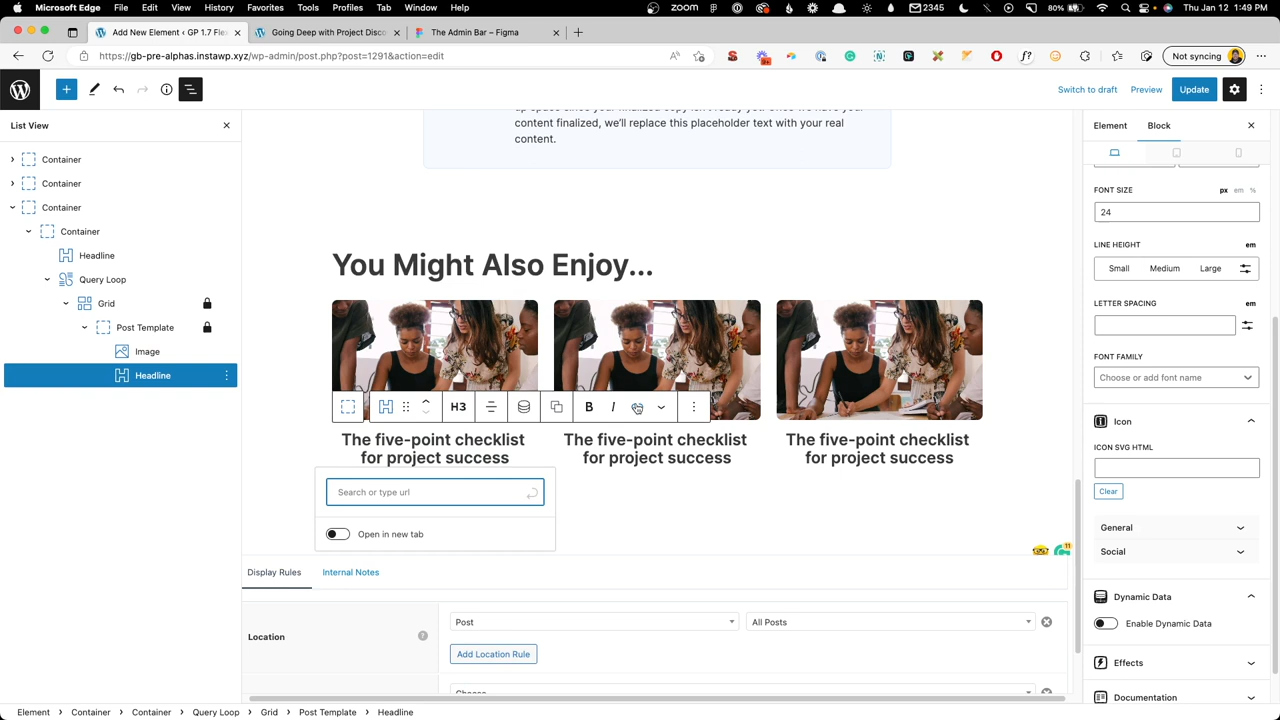 Microsoft Edge File Edit View History Favorites Tools Profiles Tab Window Help
zoom 2345 80% Thu Jan 12 1:49 PM
Add New Element ‹ GP 1.7 Flex
Going Deep with Project Disco
The Admin Bar – Figma
https://gb-pre-alphas.instawp.xyz/wp-admin/post.php?post=1291&action=edit
Not syncing
Switch to draft Preview Update
List View
Container
Container
Container
Container
Headline
Query Loop
Grid
Post Template
Image
Headline
content finalized, we'll replace this placeholder text with your real
content.
You Might Also Enjoy...
H3 B I
The five-point checklist
for project success
The five-point checklist
for project success
The five-point checklist
for project success
Search or type url
Open in new tab
11
Display Rules Internal Notes
Location
?
Post
All Posts
Add Location Rule
Choose
Element Block
FONT SIZE px em %
24
LINE HEIGHT em
Small Medium Large
LETTER SPACING em
FONT FAMILY
Choose or add font name
Icon
ICON SVG HTML
Clear
General
Social
Dynamic Data
Enable Dynamic Data
Effects
Documentation
Element Container Container Query Loop Grid Post Template Headline